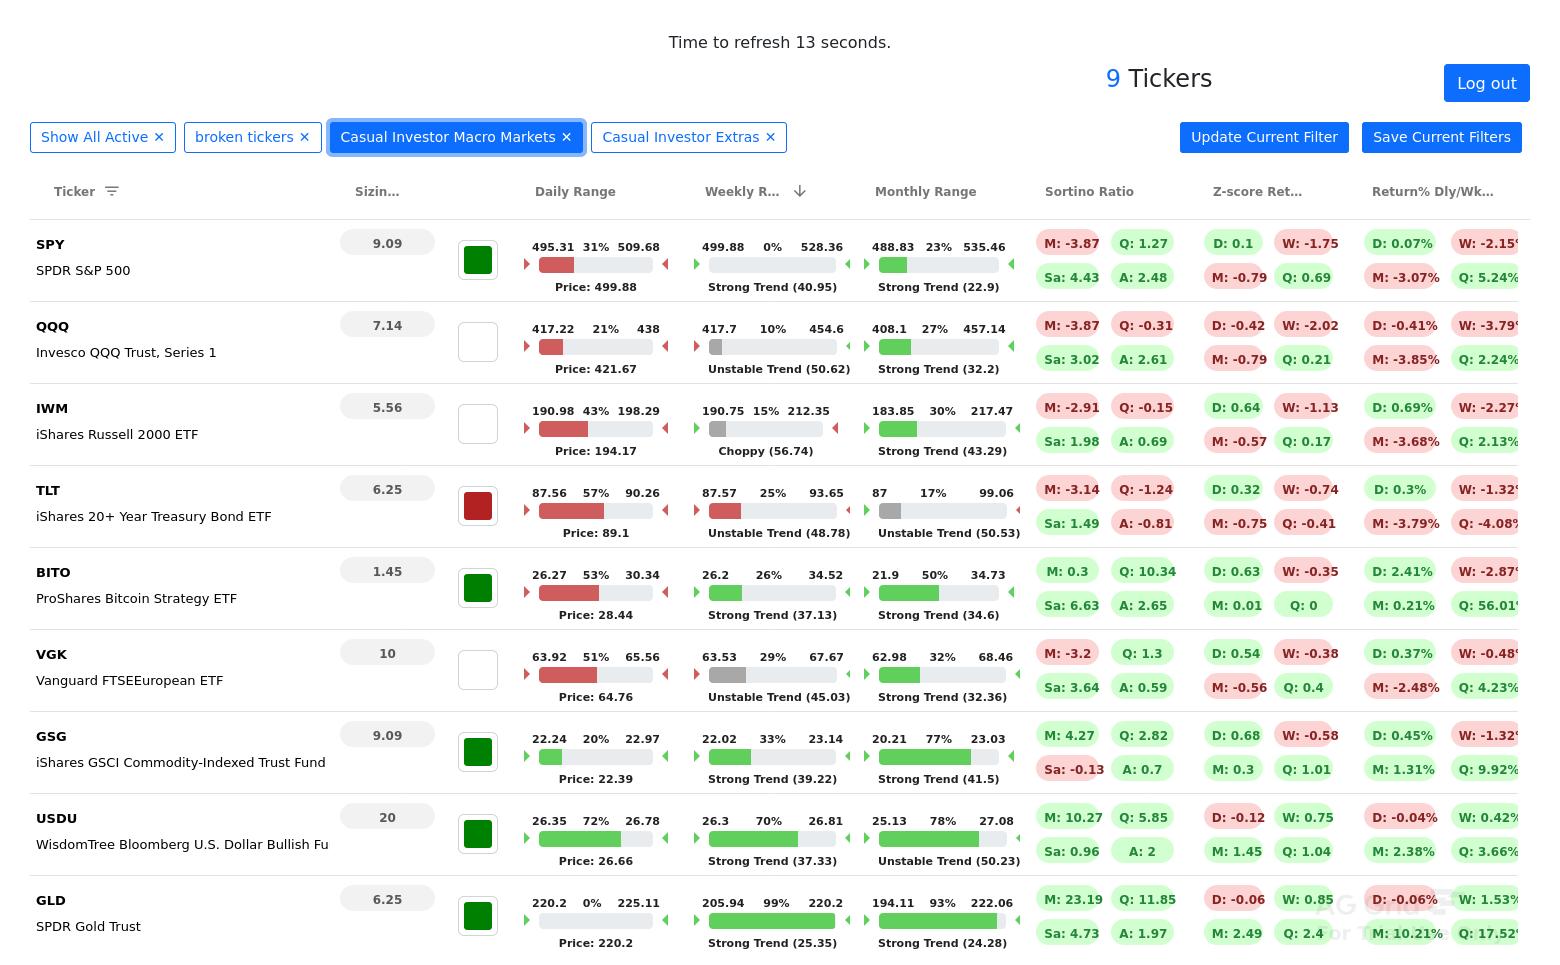 Time to refresh 13 seconds.
9 Tickers
Log out
Show All Active ✕ broken tickers ✕ Casual Investor Macro Markets ✕ Casual Investor Extras ✕ Update Current Filter Save Current Filters
Ticker Sizin... Daily Range Weekly R... Monthly Range Sortino Ratio Z-score Ret... Return% Dly/Wk...
SPY 9.09 M: -3.87 Q: 1.27 D: 0.1 W: -1.75 D: 0.07% W: -2.15%
495.31 31% 509.68 499.88 0% 528.36 488.83 23% 535.46
SPDR S&P 500 Sa: 4.43 A: 2.48 M: -0.79 Q: 0.69 M: -3.07% Q: 5.24%
Price: 499.88 Strong Trend (40.95) Strong Trend (22.9)
QQQ 7.14 M: -3.87 Q: -0.31 D: -0.42 W: -2.02 D: -0.41% W: -3.79%
417.22 21% 438 417.7 10% 454.6 408.1 27% 457.14
Invesco QQQ Trust, Series 1 Sa: 3.02 A: 2.61 M: -0.79 Q: 0.21 M: -3.85% Q: 2.24%
Price: 421.67 Unstable Trend (50.62) Strong Trend (32.2)
IWM 5.56 M: -2.91 Q: -0.15 D: 0.64 W: -1.13 D: 0.69% W: -2.27%
190.98 43% 198.29 190.75 15% 212.35 183.85 30% 217.47
iShares Russell 2000 ETF Sa: 1.98 A: 0.69 M: -0.57 Q: 0.17 M: -3.68% Q: 2.13%
Price: 194.17 Choppy (56.74) Strong Trend (43.29)
TLT 6.25 M: -3.14 Q: -1.24 D: 0.32 W: -0.74 D: 0.3% W: -1.32%
87.56 57% 90.26 87.57 25% 93.65 87 17% 99.06
iShares 20+ Year Treasury Bond ETF Sa: 1.49 A: -0.81 M: -0.75 Q: -0.41 M: -3.79% Q: -4.08%
Price: 89.1 Unstable Trend (48.78) Unstable Trend (50.53)
BITO 1.45 M: 0.3 Q: 10.34 D: 0.63 W: -0.35 D: 2.41% W: -2.87%
26.27 53% 30.34 26.2 26% 34.52 21.9 50% 34.73
ProShares Bitcoin Strategy ETF Sa: 6.63 A: 2.65 M: 0.01 Q: 0 M: 0.21% Q: 56.01%
Price: 28.44 Strong Trend (37.13) Strong Trend (34.6)
VGK 10 M: -3.2 Q: 1.3 D: 0.54 W: -0.38 D: 0.37% W: -0.48%
63.92 51% 65.56 63.53 29% 67.67 62.98 32% 68.46
Vanguard FTSEEuropean ETF Sa: 3.64 A: 0.59 M: -0.56 Q: 0.4 M: -2.48% Q: 4.23%
Price: 64.76 Unstable Trend (45.03) Strong Trend (32.36)
GSG 9.09 M: 4.27 Q: 2.82 D: 0.68 W: -0.58 D: 0.45% W: -1.32%
22.24 20% 22.97 22.02 33% 23.14 20.21 77% 23.03
iShares GSCI Commodity-Indexed Trust Fund Sa: -0.13 A: 0.7 M: 0.3 Q: 1.01 M: 1.31% Q: 9.92%
Price: 22.39 Strong Trend (39.22) Strong Trend (41.5)
USDU 20 M: 10.27 Q: 5.85 D: -0.12 W: 0.75 D: -0.04% W: 0.42%
26.35 72% 26.78 26.3 70% 26.81 25.13 78% 27.08
WisdomTree Bloomberg U.S. Dollar Bullish Fu Sa: 0.96 A: 2 M: 1.45 Q: 1.04 M: 2.38% Q: 3.66%
Price: 26.66 Strong Trend (37.33) Unstable Trend (50.23)
GLD 6.25 M: 23.19 Q: 11.85 D: -0.06 W: 0.85 D: -0.06% W: 1.53%
220.2 0% 225.11 205.94 99% 220.2 194.11 93% 222.06
SPDR Gold Trust Sa: 4.73 A: 1.97 M: 2.49 Q: 2.4 M: 10.21% Q: 17.52%
Price: 220.2 Strong Trend (25.35) Strong Trend (24.28)
AG Grid